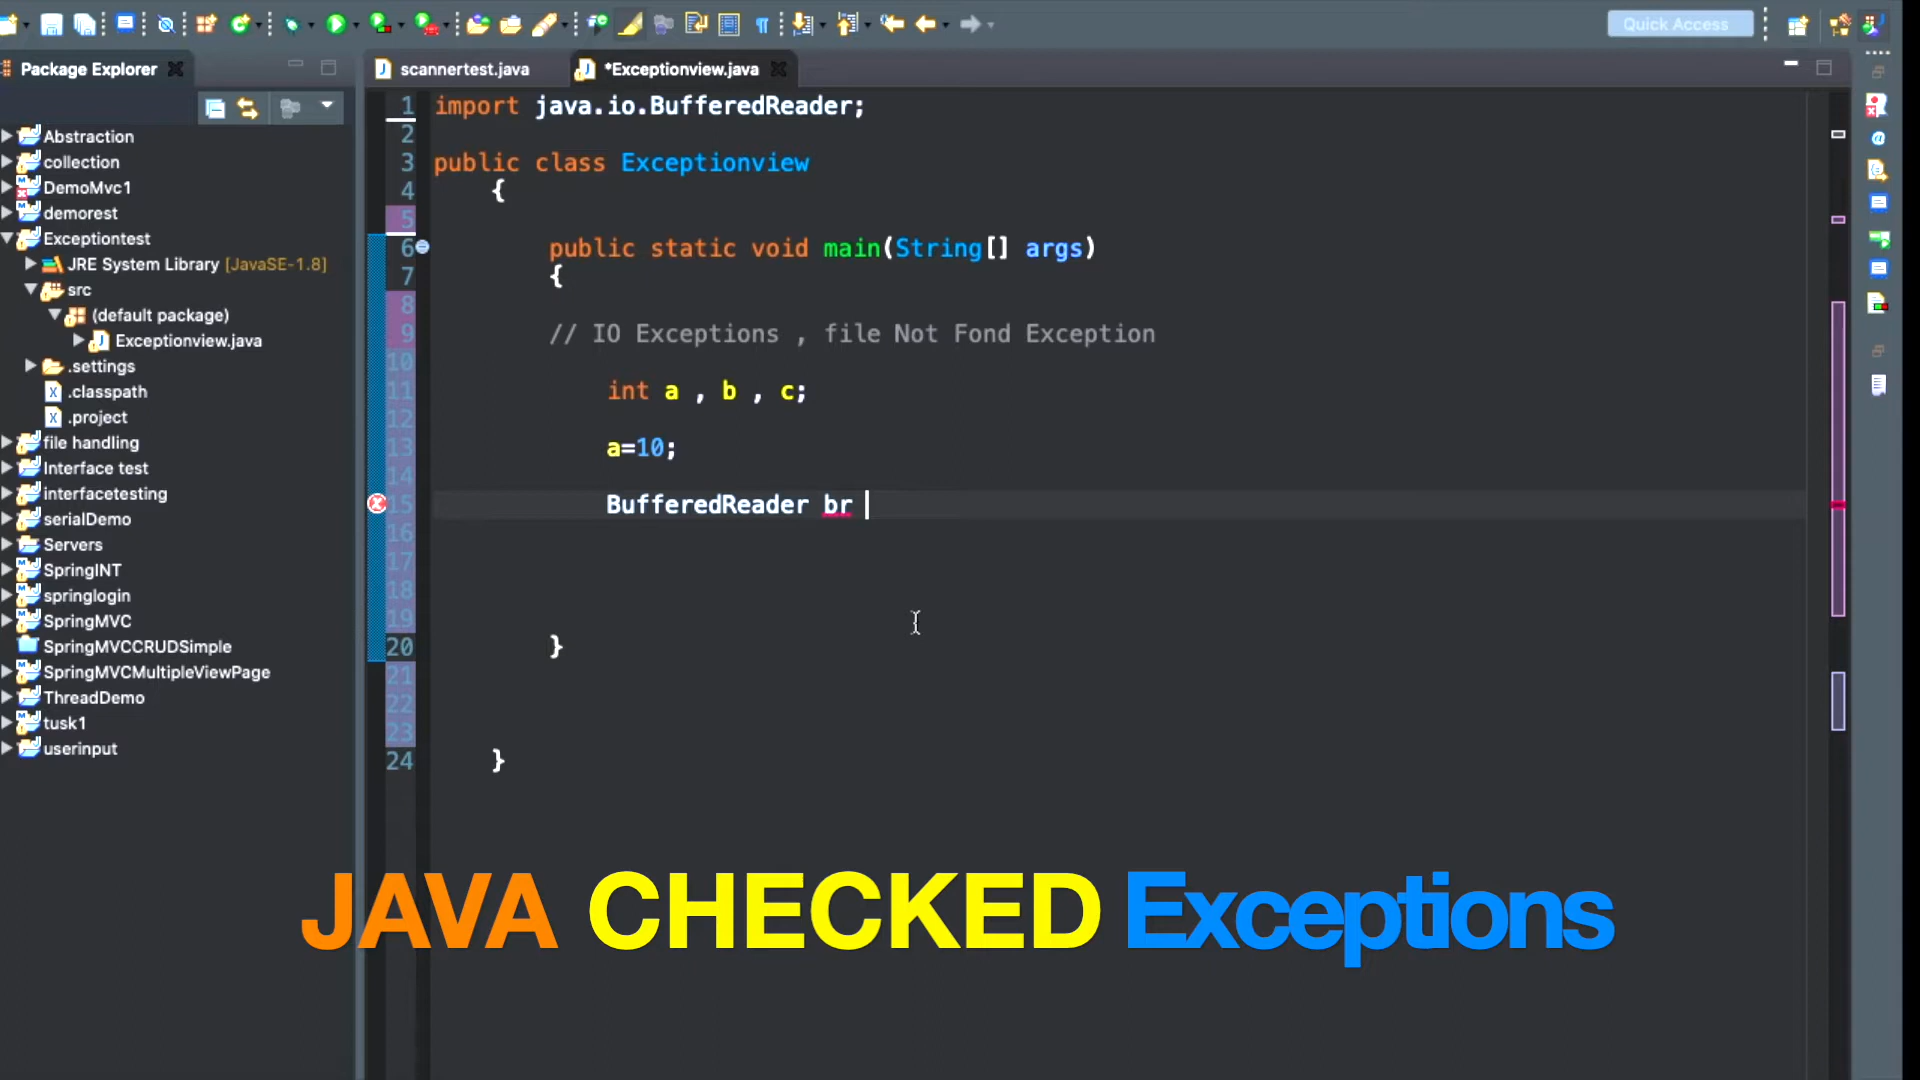 Quick Access
Package Explorer
scannertest.java
*Exceptionview.java
Abstraction
collection
DemoMvc1
demorest
Exceptiontest
JRE System Library [JavaSE-1.8]
src
(default package)
Exceptionview.java
.settings
.classpath
.project
file handling
Interface test
interfacetesting
serialDemo
Servers
SpringINT
springlogin
SpringMVC
SpringMVCCRUDSimple
SpringMVCMultipleViewPage
ThreadDemo
tusk1
userinput
1 import java.io.BufferedReader;
2
3 public class Exceptionview
4 {
5
6 public static void main(String[] args)
7 {
8
9 // IO Exceptions , file Not Fond Exception
10
11 int a , b , c;
12
13 a=10;
14
15 BufferedReader br
16
17
18
19
20 }
21
22
23
24 }
JAVA CHECKED Exceptions